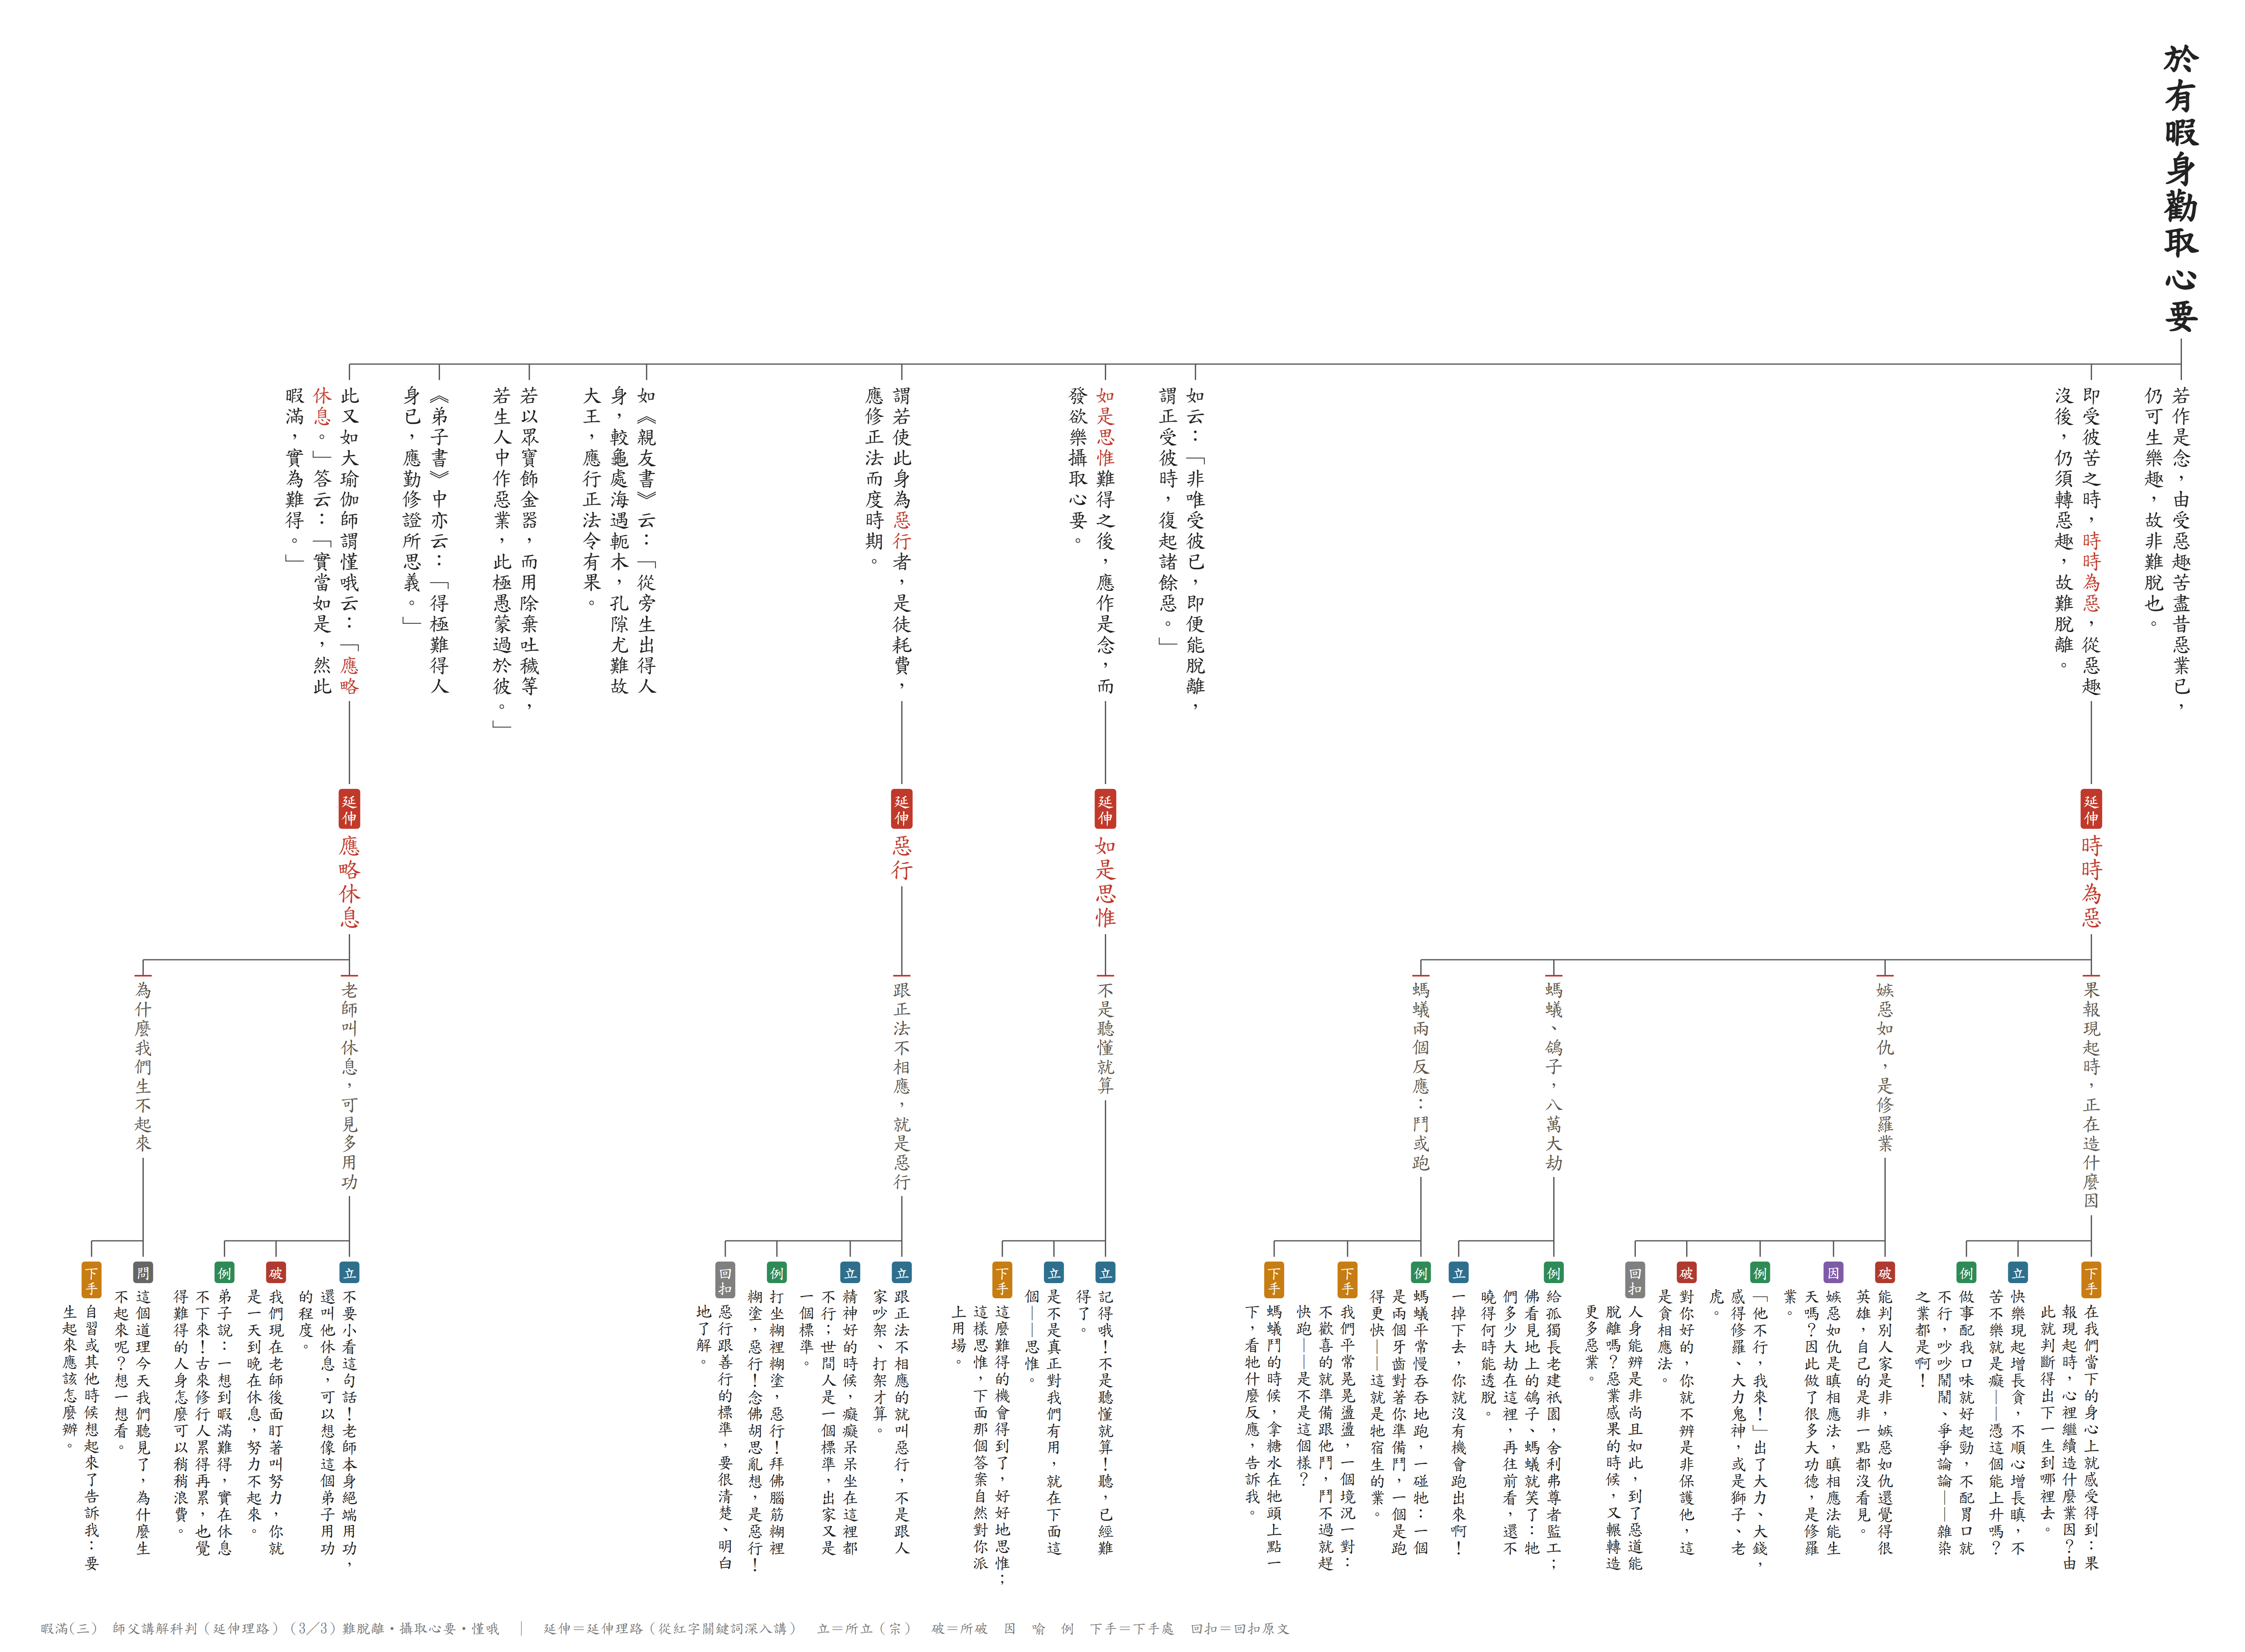 於有暇身勸取心要
若作是念，由受惡趣苦盡昔惡業已，
仍可生樂趣，故非難脫也。
即受彼苦之時，時時為惡，從惡趣
沒後，仍須轉惡趣，故難脫離。
如云：「非唯受彼已，即便能脫離，
謂正受彼時，復起諸餘惡。」
如是思惟難得之後，應作是念，而
發欲樂攝取心要。
謂若使此身為惡行者，是徒耗費，
應修正法而度時期。
如《親友書》云：「從旁生出得人
身，較龜處海遇軛木，孔隙尤難故
大王，應行正法令有果。
若以眾寶飾金器，而用除棄吐穢等，
若生人中作惡業，此極愚蒙過於彼。」
《弟子書》中亦云：「得極難得人
身已，應勤修證所思義。」
此又如大瑜伽師謂慬哦云：「應略
休息。」答云：「實當如是，然此
暇滿，實為難得。」
延伸
時時為惡
延伸
如是思惟
延伸
惡行
延伸
應略休息
果報現起時，正在造什麼因
嫉惡如仇，是修羅業
螞蟻、鴿子，八萬大劫
螞蟻兩個反應：鬥或跑
不是聽懂就算
跟正法不相應，就是惡行
老師叫休息，可見多用功
為什麼我們生不起來
下手
在我們當下的身心上就感受得到：果
報現起時，心裡繼續造什麼業因？由
此就判斷得出下一生到哪裡去。
立
快樂現起增長貪，不順心增長瞋，不
苦不樂就是癡——憑這個能上升嗎？
例
做事配我口味就好起勁，不配胃口就
不行，吵吵鬧鬧、爭爭論論——雜染
之業都是啊！
破
能判別人家是非，嫉惡如仇還覺得很
英雄，自己的是非一點都沒看見。
因
嫉惡如仇是瞋相應法，瞋相應法能生
天嗎？因此做了很多大功德，是修羅
業。
例
「他不行，我來！」出了大力、大錢，
感得修羅、大力鬼神，或是獅子、老
虎。
破
對你好的，你就不辨是非保護他，這
是貪相應法。
回扣
人身能辨是非尚且如此，到了惡道能
脫離嗎？惡業感果的時候，又輾轉造
更多惡業。
例
給孤獨長老建祇園，舍利弗尊者監工；
佛看見地上的鴿子、螞蟻就笑了：牠
們多少大劫在這裡，再往前看，還不
曉得何時能透脫。
立
一掉下去，你就沒有機會跑出來啊！
例
螞蟻平常慢吞吞地跑，一碰牠：一個
是兩個牙齒對著你準備鬥，一個是跑
得更快——這就是牠宿生的業。
下手
我們平常晃晃盪盪，一個境況一對：
不歡喜的就準備跟他鬥，鬥不過就趕
快跑——是不是這個樣？
下手
螞蟻鬥的時候，拿糖水在牠頭上點一
下，看牠什麼反應，告訴我。
立
記得哦！不是聽懂就算！聽，已經難
得了。
立
是不是真正對我們有用，就在下面這
個——思惟。
下手
這麼難得的機會得到了，好好地思惟；
這樣思惟，下面那個答案自然對你派
上用場。
立
跟正法不相應的就叫惡行，不是跟人
家吵架、打架才算。
立
精神好的時候，癡癡呆呆坐在這裡都
不行；世間人是一個標準，出家又是
一個標準。
例
打坐糊裡糊塗，惡行！拜佛腦筋糊裡
糊塗，惡行！念佛胡思亂想，是惡行！
回扣
惡行跟善行的標準，要很清楚、明白
地了解。
立
不要小看這句話！老師本身絕端用功，
還叫他休息，可以想像這個弟子用功
的程度。
破
我們現在老師後面盯著叫努力，你就
是一天到晚在休息，努力不起來。
例
弟子說：一想到暇滿難得，實在休息
不下來！古來修行人累得再累，也覺
得難得的人身怎麼可以稍稍浪費。
問
這個道理今天我們聽見了，為什麼生
不起來呢？想一想看。
下手
自習或其他時候想起來了告訴我：要
生起來應該怎麼辦。
暇滿(三)　師父講解科判（延伸理路）（3／3）難脫離・攝取心要・慬哦　｜　延伸＝延伸理路（從紅字關鍵詞深入講）　立＝所立（宗）　破＝所破　因　喻　例　下手＝下手處　回扣＝回扣原文